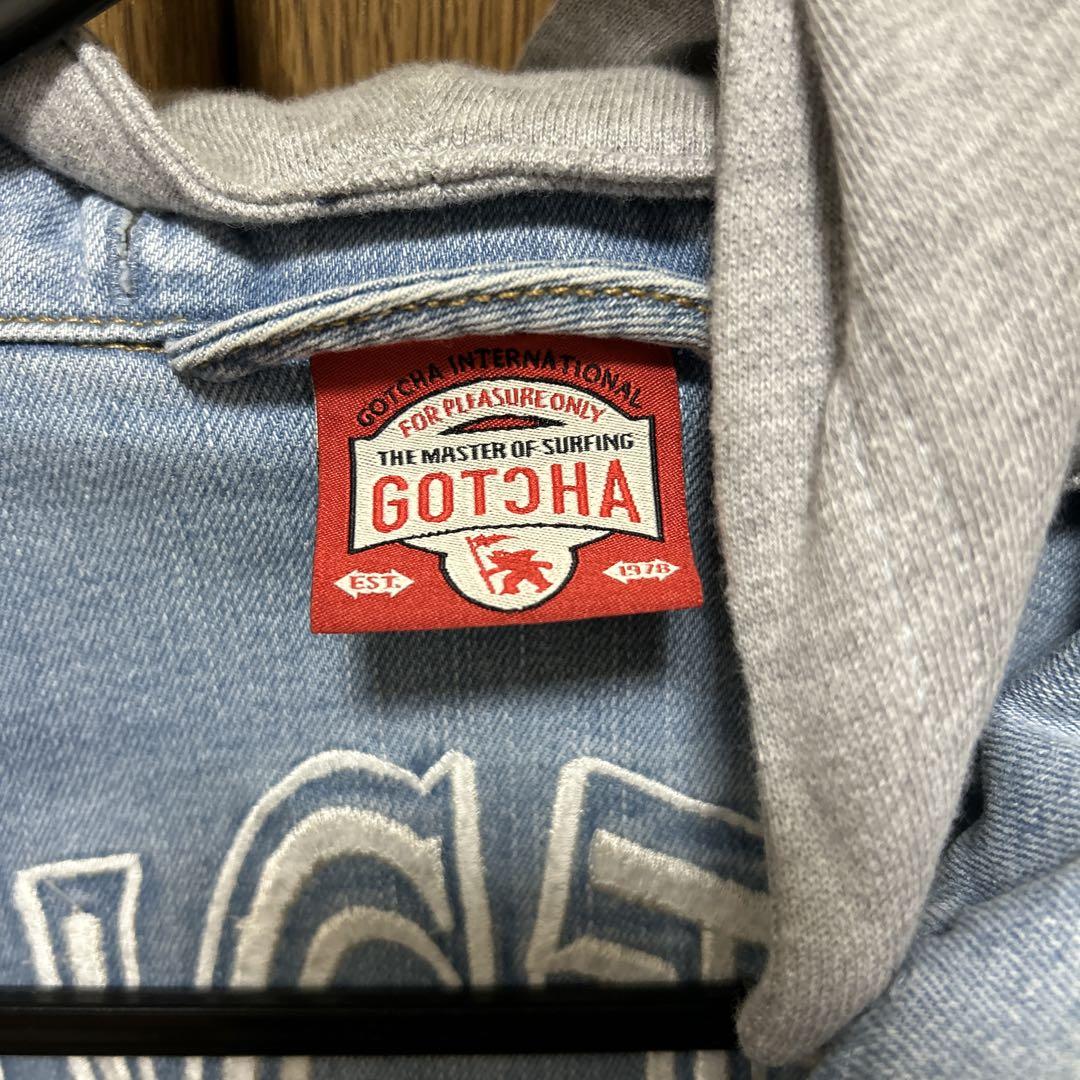 GOTCHA INTERNATIONAL
FOR PLEASURE ONLY
THE MASTER OF SURFING
GOTCHA
EST. 1978